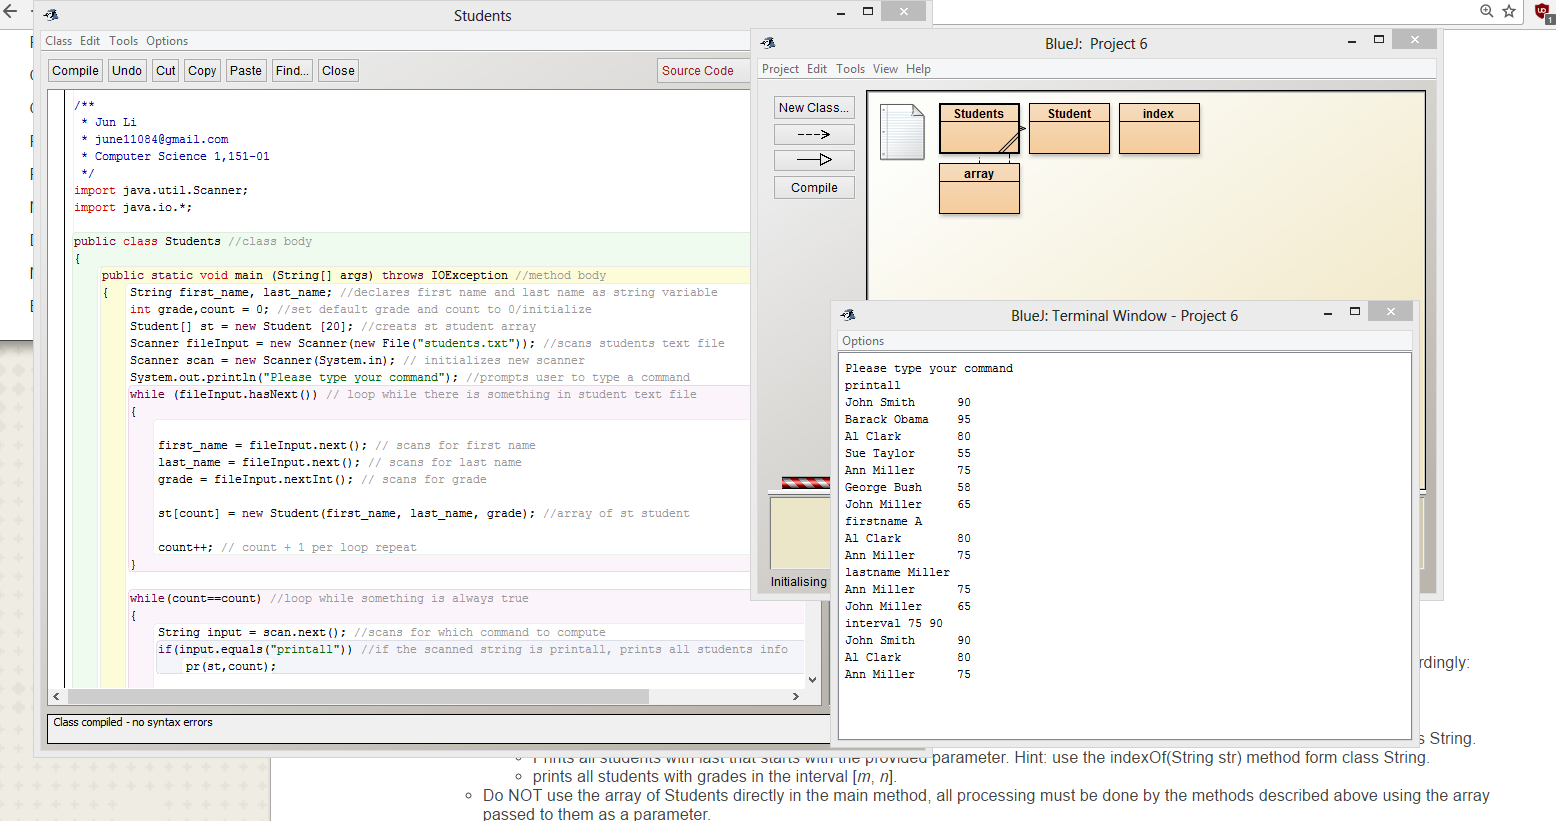 Students
Class Edit Tools Options
Compile Undo Cut Copy Paste Find... Close
Source Code
/**
* Jun Li
* june11084@gmail.com
* Computer Science 1,151-01
*/
import java.util.Scanner;
import java.io.*;
public class Students //class body
{
public static void main (String[] args) throws IOException //method body
{ String first_name, last_name; //declares first name and last name as string variable
int grade,count = 0; //set default grade and count to 0/initialize
Student[] st = new Student [20]; //creats st student array
Scanner fileInput = new Scanner(new File("students.txt")); //scans students text file
Scanner scan = new Scanner(System.in); // initializes new scanner
System.out.println("Please type your command"); //prompts user to type a command
while (fileInput.hasNext()) // loop while there is something in student text file
{
first_name = fileInput.next(); // scans for first name
last_name = fileInput.next(); // scans for last name
grade = fileInput.nextInt(); // scans for grade
st[count] = new Student(first_name, last_name, grade); //array of st student
count++; // count + 1 per loop repeat
}
while(count==count) //loop while something is always true
{
String input = scan.next(); //scans for which command to compute
if(input.equals("printall")) //if the scanned string is printall, prints all students info
pr(st,count);
Class compiled - no syntax errors
BlueJ: Project 6
Project Edit Tools View Help
New Class...
Compile
Students
Student
index
array
Initialising
BlueJ: Terminal Window - Project 6
Options
Please type your command
printall
John Smith 90
Barack Obama 95
Al Clark 80
Sue Taylor 55
Ann Miller 75
George Bush 58
John Miller 65
firstname A
Al Clark 80
Ann Miller 75
lastname Miller
Ann Miller 75
John Miller 65
interval 75 90
John Smith 90
Al Clark 80
Ann Miller 75
rdingly:
s String.
Prints all students with last that starts with the provided parameter. Hint: use the indexOf(String str) method form class String.
prints all students with grades in the interval [m, n].
Do NOT use the array of Students directly in the main method, all processing must be done by the methods described above using the array
passed to them as a parameter.
1